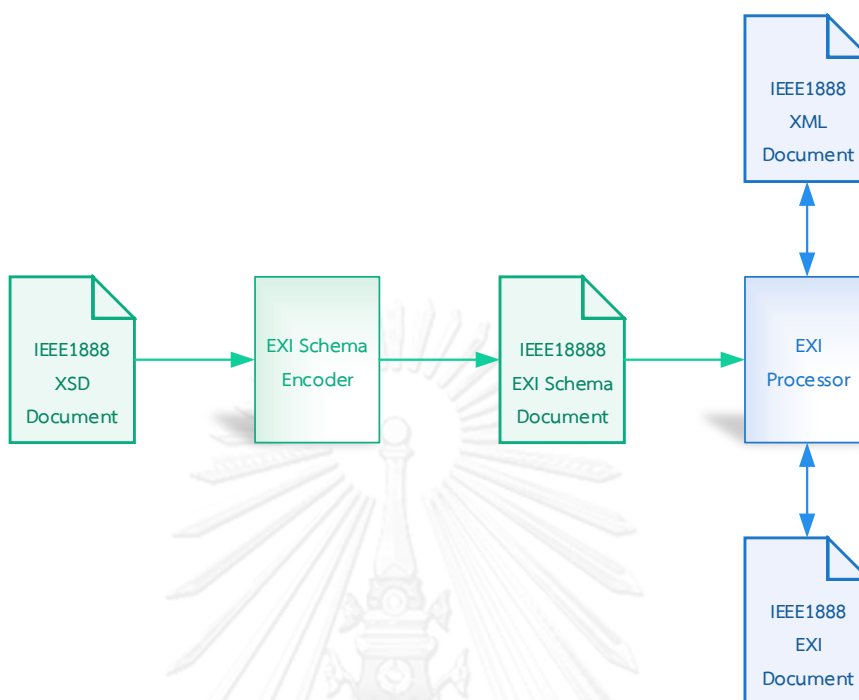 IEEE1888
XML
Document
IEEE1888
XSD
Document
EXI Schema
Encoder
IEEE18888
EXI Schema
Document
EXI
Processor
IEEE1888
EXI
Document